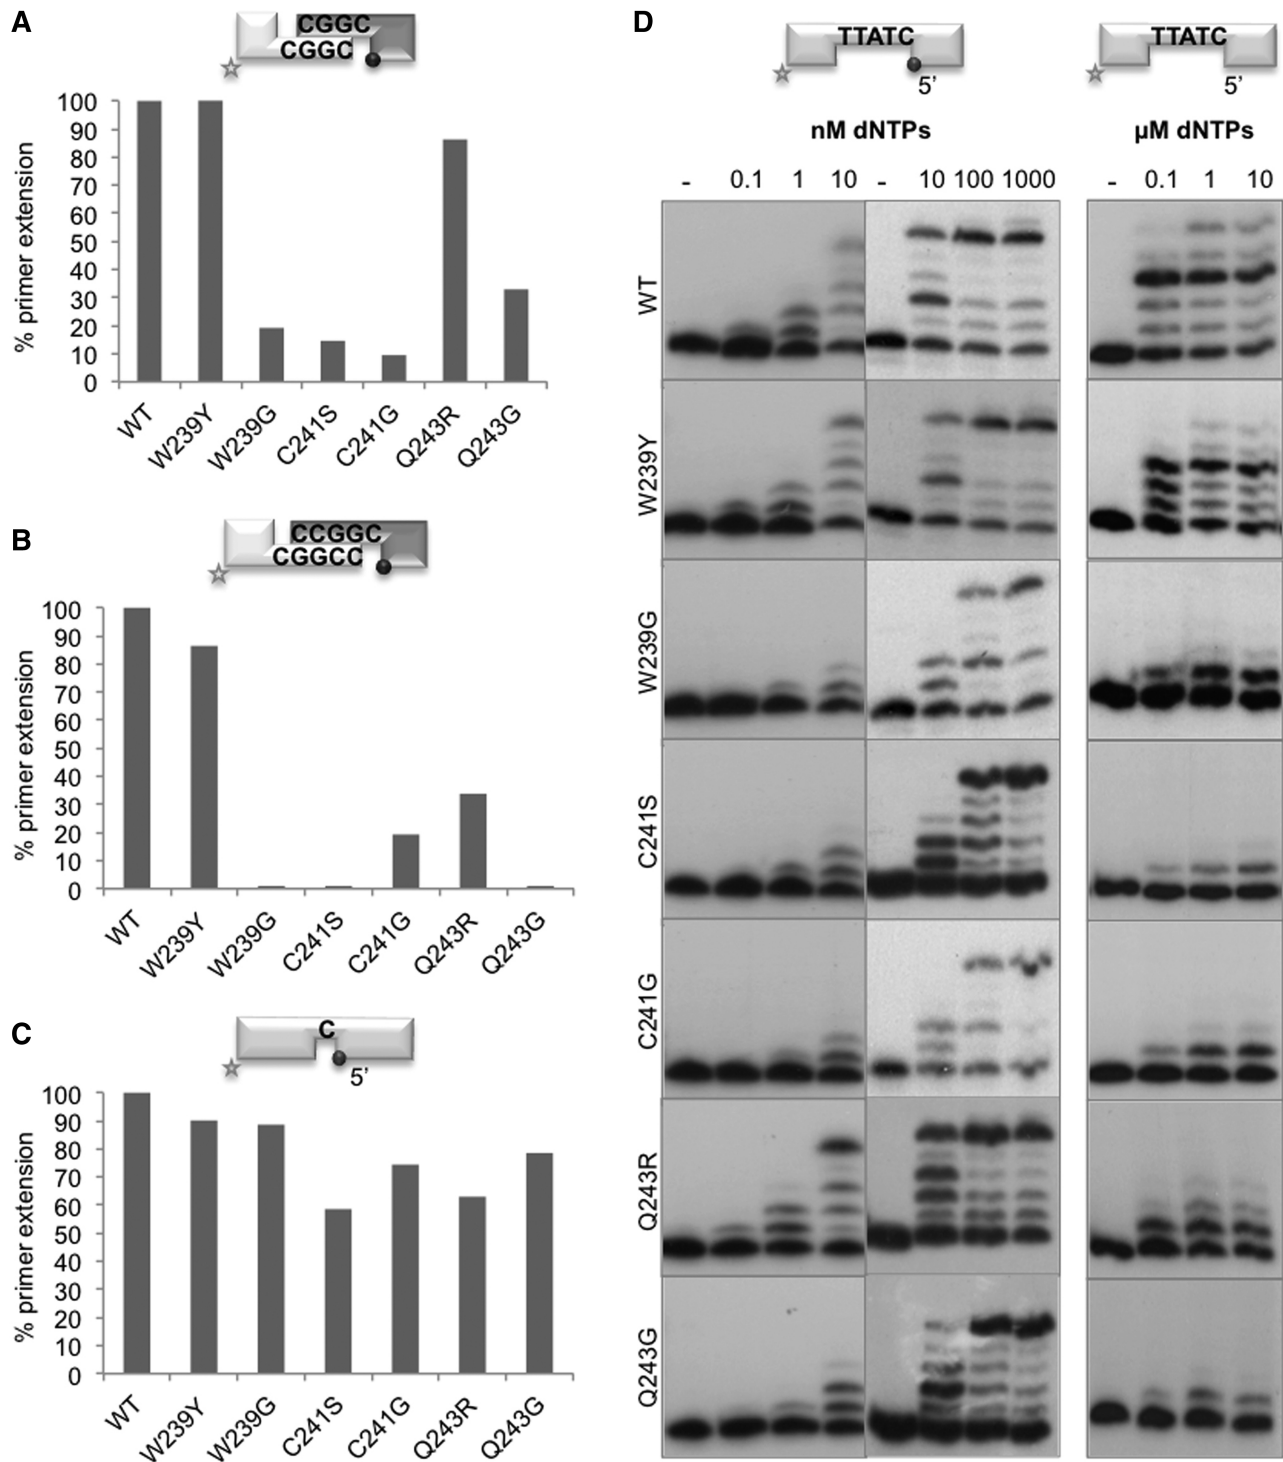 A
CGGC
CGGC
% primer extension
100
90
80
70
60
50
40
30
20
10
0
WT
W239Y
W239G
C241S
C241G
Q243R
Q243G
B
CCGGC
CGGCC
% primer extension
100
90
80
70
60
50
40
30
20
10
0
WT
W239Y
W239G
C241S
C241G
Q243R
Q243G
C
C
5’
% primer extension
100
90
80
70
60
50
40
30
20
10
0
WT
W239Y
W239G
C241S
C241G
Q243R
Q243G
D
TTATC
5’
TTATC
5’
nM dNTPs
µM dNTPs
- 0.1 1 10 - 10 100 1000
- 0.1 1 10
WT
W239Y
W239G
C241S
C241G
Q243R
Q243G